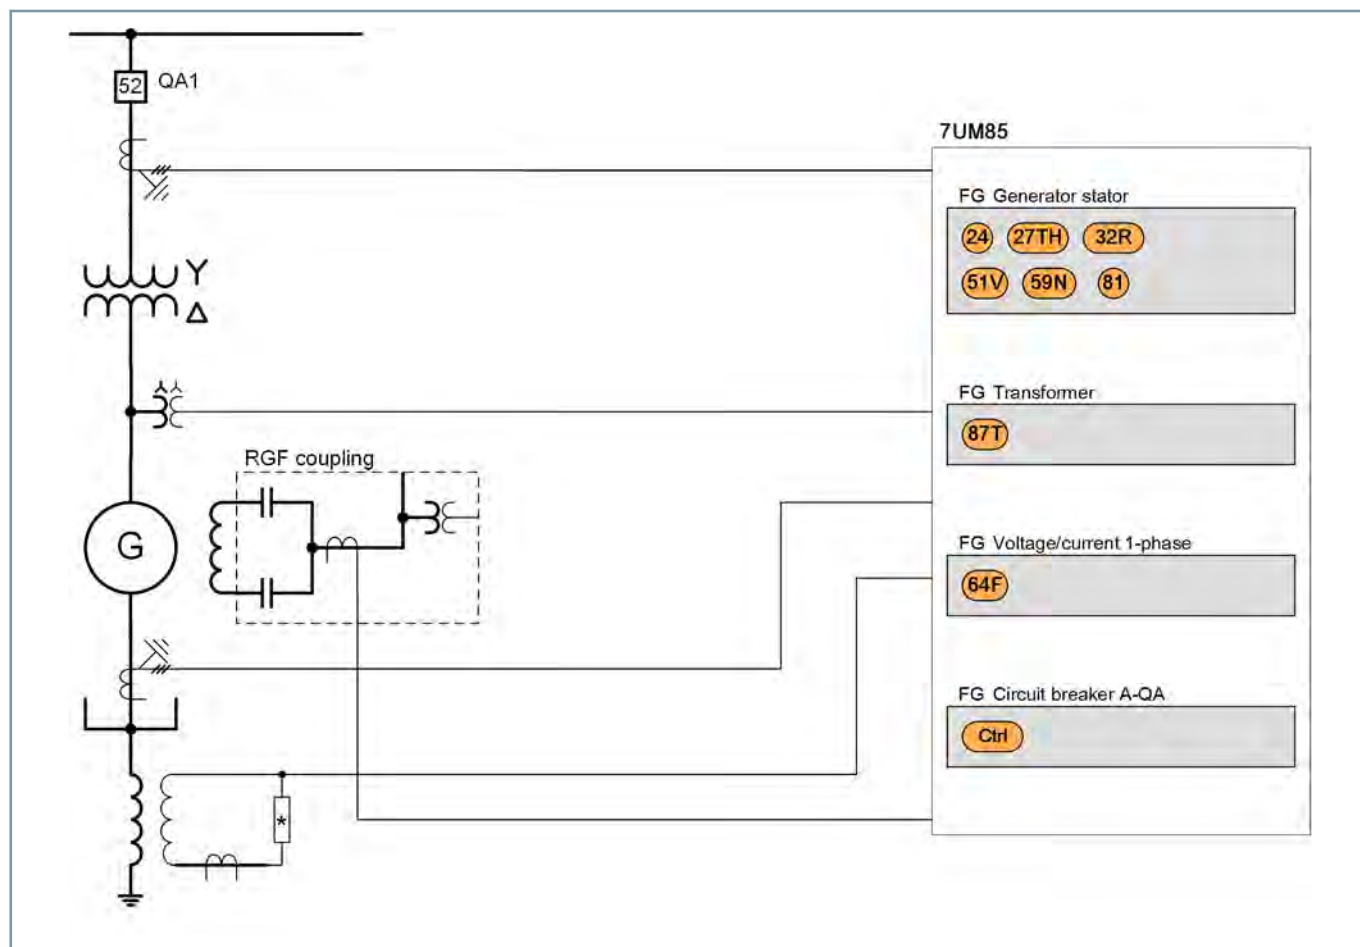 52 QA1
7UM85
FG Generator stator
24 27TH 32R
51V 59N 81
Y
Δ
FG Transformer
87T
RGF coupling
G
FG Voltage/current 1-phase
64F
FG Circuit breaker A-QA
Ctrl
*